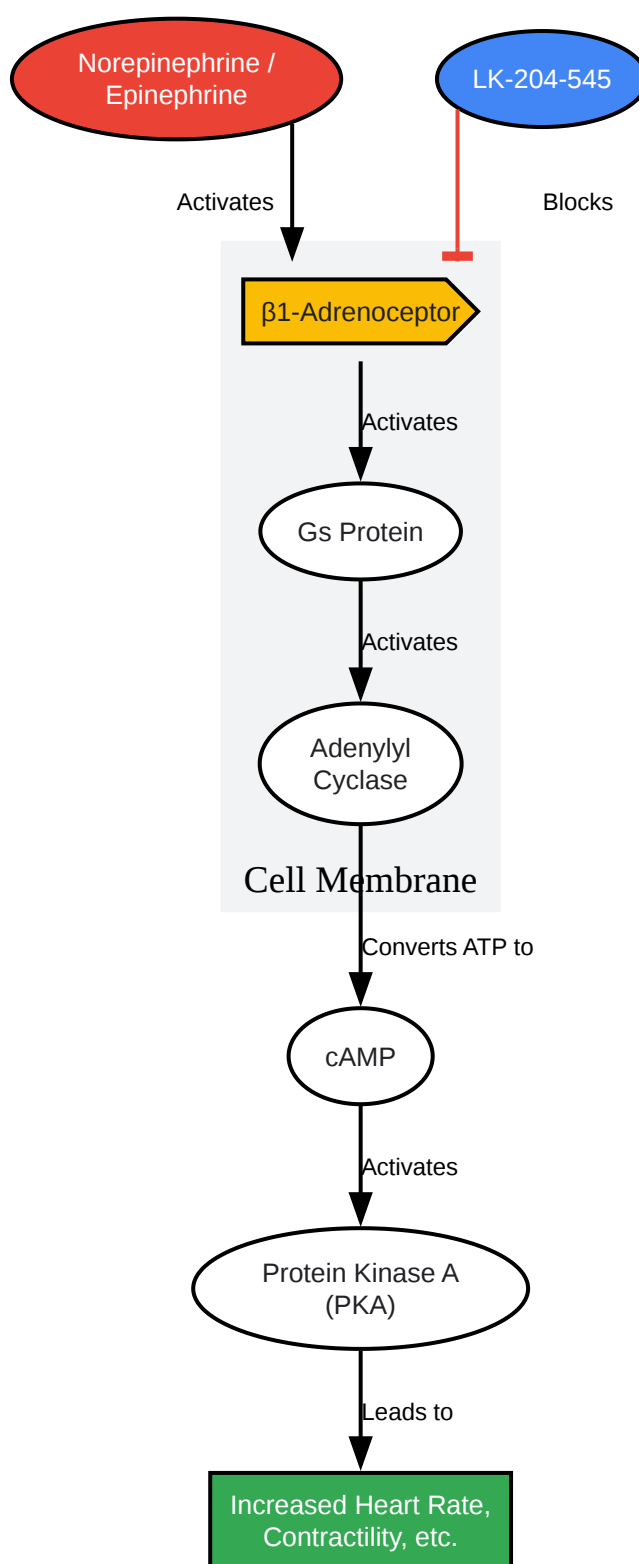 Norepinephrine /
Epinephrine
LK-204-545
Activates
Blocks
β1-Adrenoceptor
Activates
Gs Protein
Activates
Adenylyl
Cyclase
Cell Membrane
Converts ATP to
cAMP
Activates
Protein Kinase A
(PKA)
Leads to
Increased Heart Rate,
Contractility, etc.